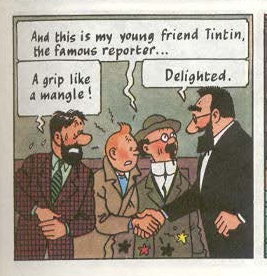 And this is my young friend Tintin,
the famous reporter...
A grip like
a mangle!
Delighted.